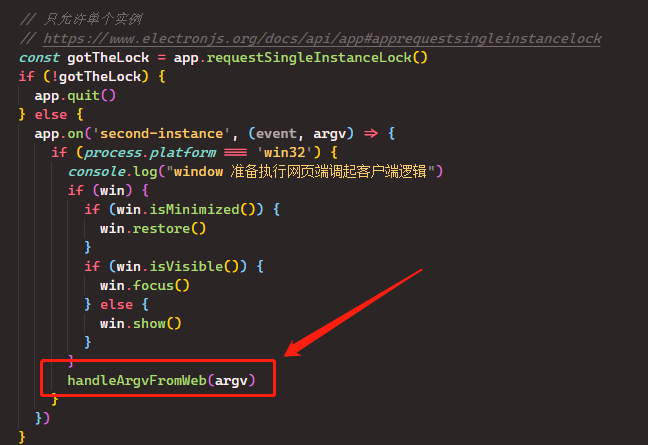 // 只允许单个实例
// https://www.electronjs.org/docs/api/app#apprequestsingleinstancelock
const gotTheLock = app.requestSingleInstanceLock()
if (!gotTheLock) {
app.quit()
} else {
app.on('second-instance', (event, argv) => {
if (process.platform === 'win32') {
console.log("window 准备执行网页端调起客户端逻辑")
if (win) {
if (win.isMinimized()) {
win.restore()
}
if (win.isVisible()) {
win.focus()
} else {
win.show()
}
}
handleArgvFromWeb(argv)
}
})
}